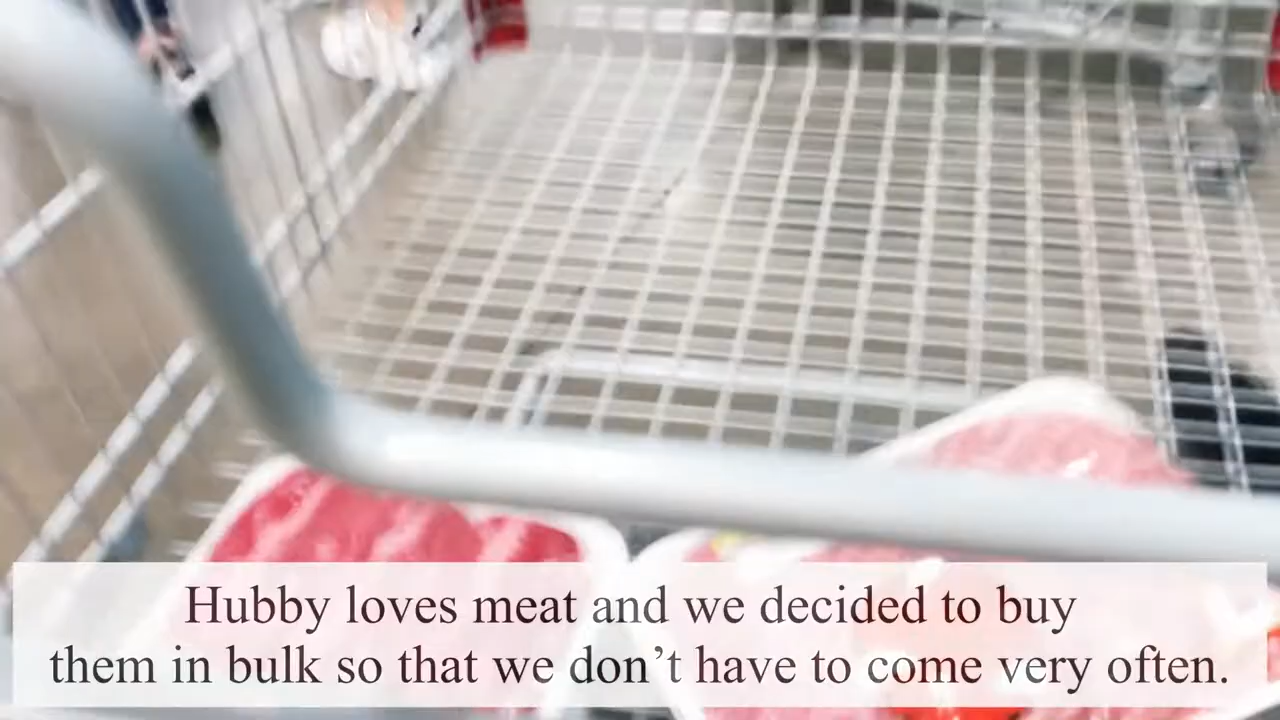 Hubby loves meat and we decided to buy
them in bulk so that we don’t have to come very often.